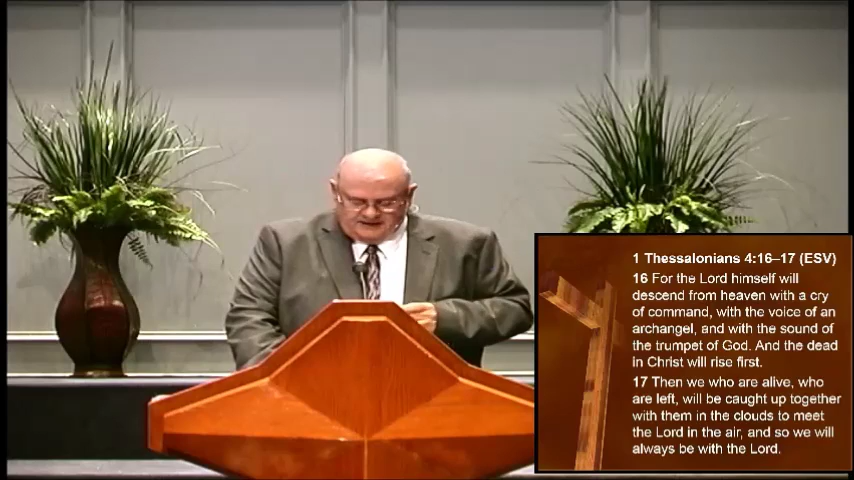 1 Thessalonians 4:16–17 (ESV)
16 For the Lord himself will
descend from heaven with a cry
of command, with the voice of an
archangel, and with the sound of
the trumpet of God. And the dead
in Christ will rise first.
17 Then we who are alive, who
are left, will be caught up together
with them in the clouds to meet
the Lord in the air, and so we will
always be with the Lord.